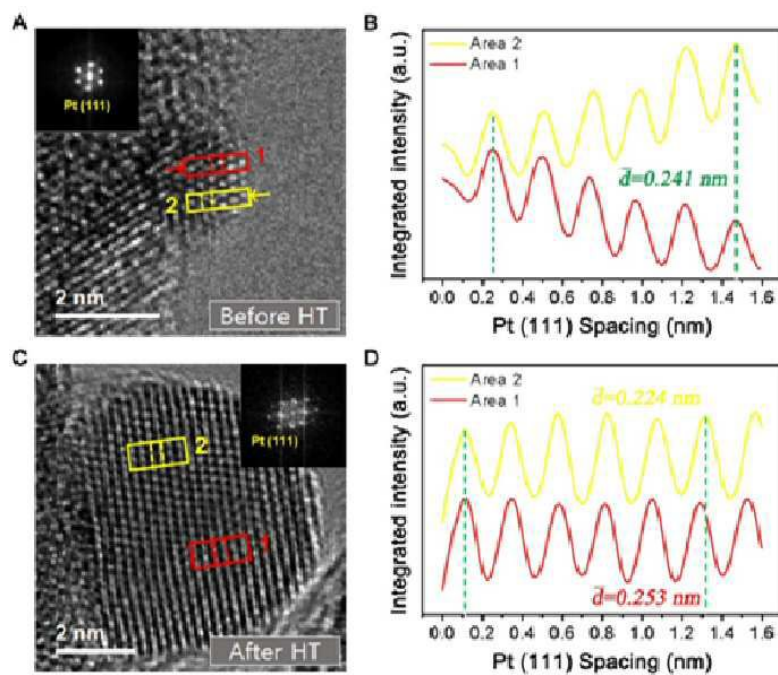 A
Pt (111)
1
2
2 nm
Before HT
B
Area 2
Area 1
d̄=0.241 nm
Integrated intensity (a.u.)
0.0 0.2 0.4 0.6 0.8 1.0 1.2 1.4 1.6
Pt (111) Spacing (nm)
C
Pt (111)
2
1
2 nm
After HT
D
Area 2
Area 1
d̄=0.224 nm
d̄=0.253 nm
Integrated intensity (a.u.)
0.0 0.2 0.4 0.6 0.8 1.0 1.2 1.4 1.6
Pt (111) Spacing (nm)